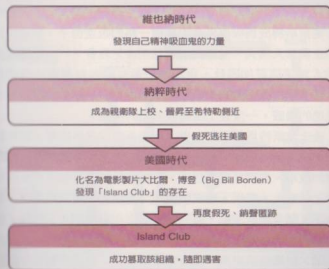 維也納時代
發現自己精神吸血鬼的力量
納粹時代
成為親衛隊上校、晉昇至希特勒側近
假死逃往美國
美國時代
化名為電影製片大比爾·博登（Big Bill Borden）
發現「Island Club」的存在
再度假死、銷聲匿跡
Island Club
成功篡取該組織，隨即遇害